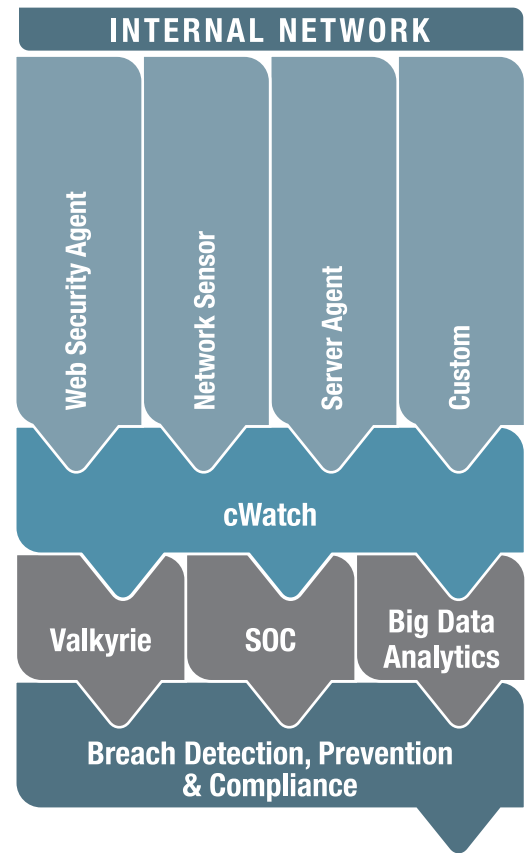 INTERNAL NETWORK
Web Security Agent
Network Sensor
Server Agent
Custom
cWatch
Valkyrie
SOC
Big Data
Analytics
Breach Detection, Prevention
& Compliance